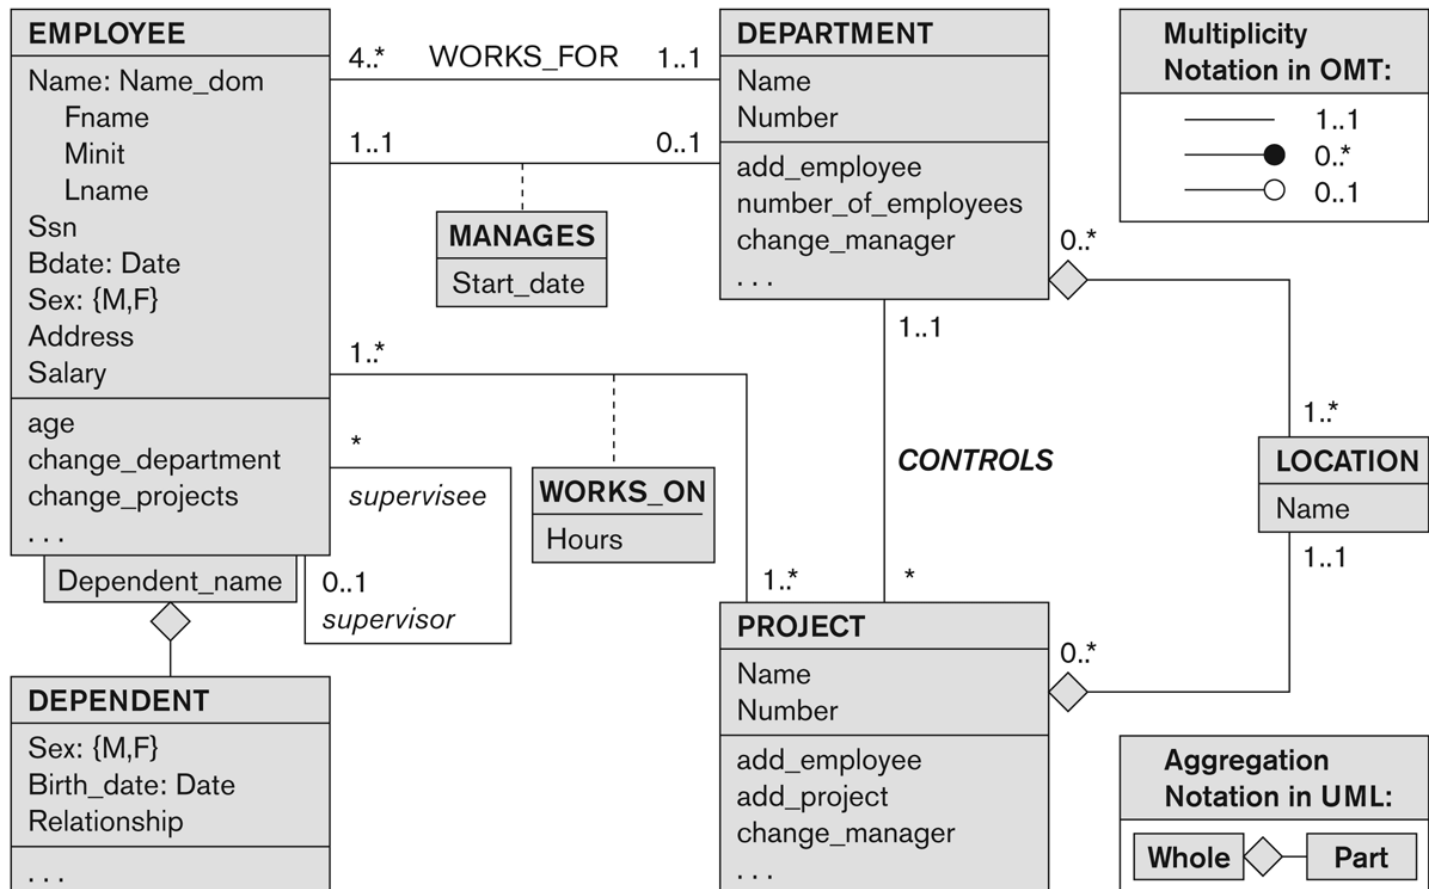 EMPLOYEE
Name: Name_dom
Fname
Minit
Lname
Ssn
Bdate: Date
Sex: {M,F}
Address
Salary
age
change_department
change_projects
. . .
Dependent_name
DEPENDENT
Sex: {M,F}
Birth_date: Date
Relationship
. . .
4..* WORKS_FOR 1..1
1..1 0..1
MANAGES
Start_date
1..*
*
supervisee
0..1
supervisor
WORKS_ON
Hours
1..*
DEPARTMENT
Name
Number
add_employee
number_of_employees
change_manager
. . .
0..*
1..1
CONTROLS
*
PROJECT
Name
Number
add_employee
add_project
change_manager
. . .
0..*
1..*
LOCATION
Name
1..1
Multiplicity
Notation in OMT:
1..1
0..*
0..1
Aggregation
Notation in UML:
Whole Part